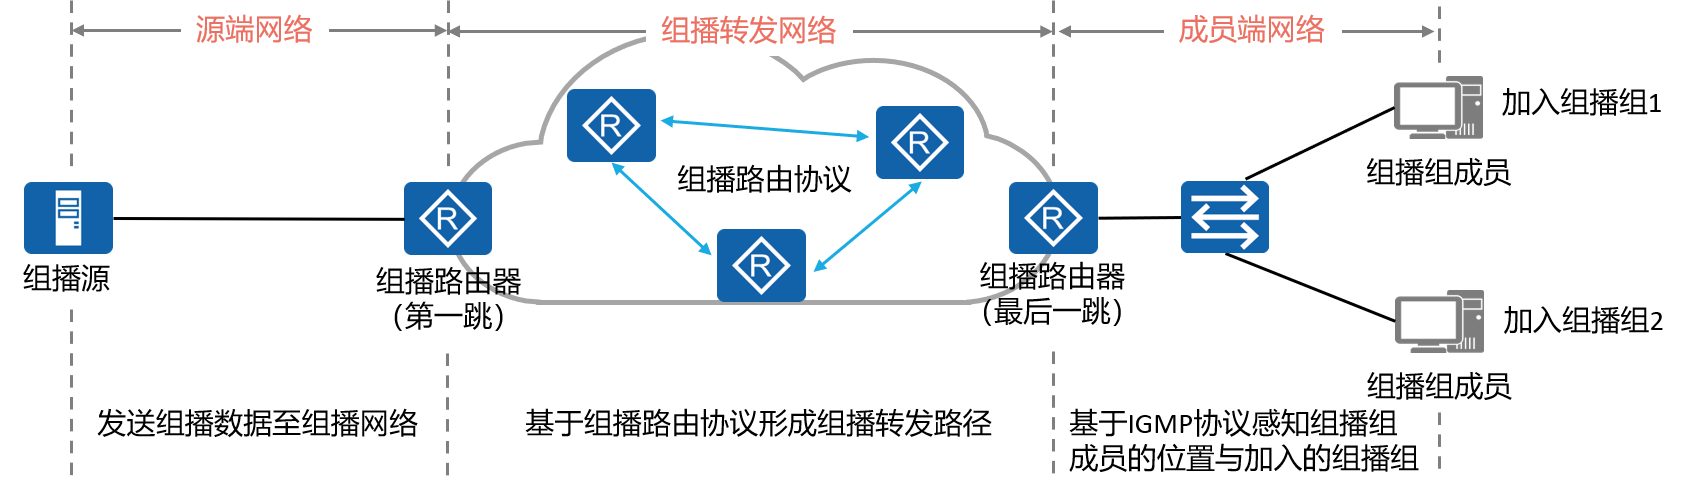 源端网络
组播转发网络
成员端网络
R
R
加入组播组1
组播路由协议
组播组成员
R
R
R
组播源
组播路由器
（第一跳）
组播路由器
（最后一跳）
加入组播组2
组播组成员
发送组播数据至组播网络
基于组播路由协议形成组播转发路径
基于IGMP协议感知组播组
成员的位置与加入的组播组